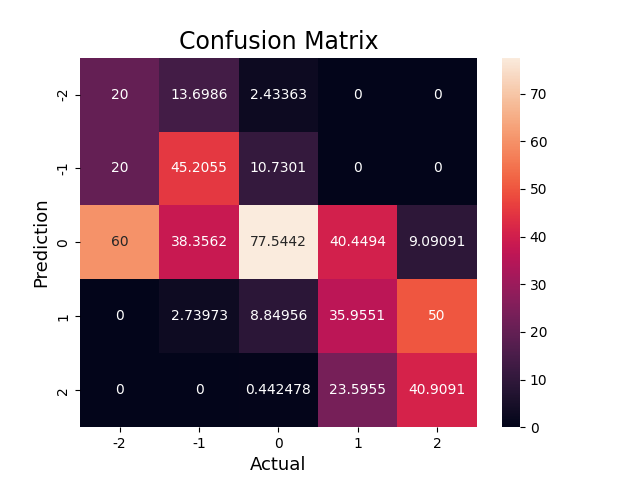 Confusion Matrix
-2 20 13.6986 2.43363 0 0
-1 20 45.2055 10.7301 0 0
0 60 38.3562 77.5442 40.4494 9.09091
1 0 2.73973 8.84956 35.9551 50
2 0 0 0.442478 23.5955 40.9091
-2 -1 0 1 2
Prediction
Actual
70
60
50
40
30
20
10
0